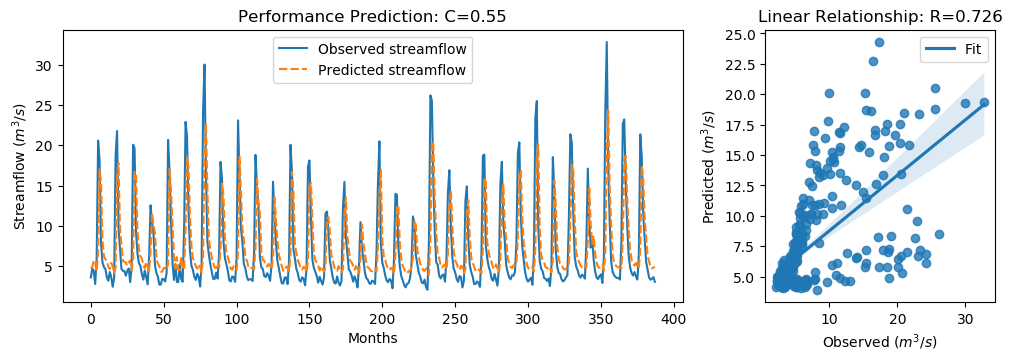 Performance Prediction: C=0.55
Streamflow (m³/s)
30
25
20
15
10
5
Observed streamflow
Predicted streamflow
0 50 100 150 200 250 300 350 400
Months
Linear Relationship: R=0.726
Predicted (m³/s)
25.0
22.5
20.0
17.5
15.0
12.5
10.0
7.5
5.0
Fit
10 20 30
Observed (m³/s)